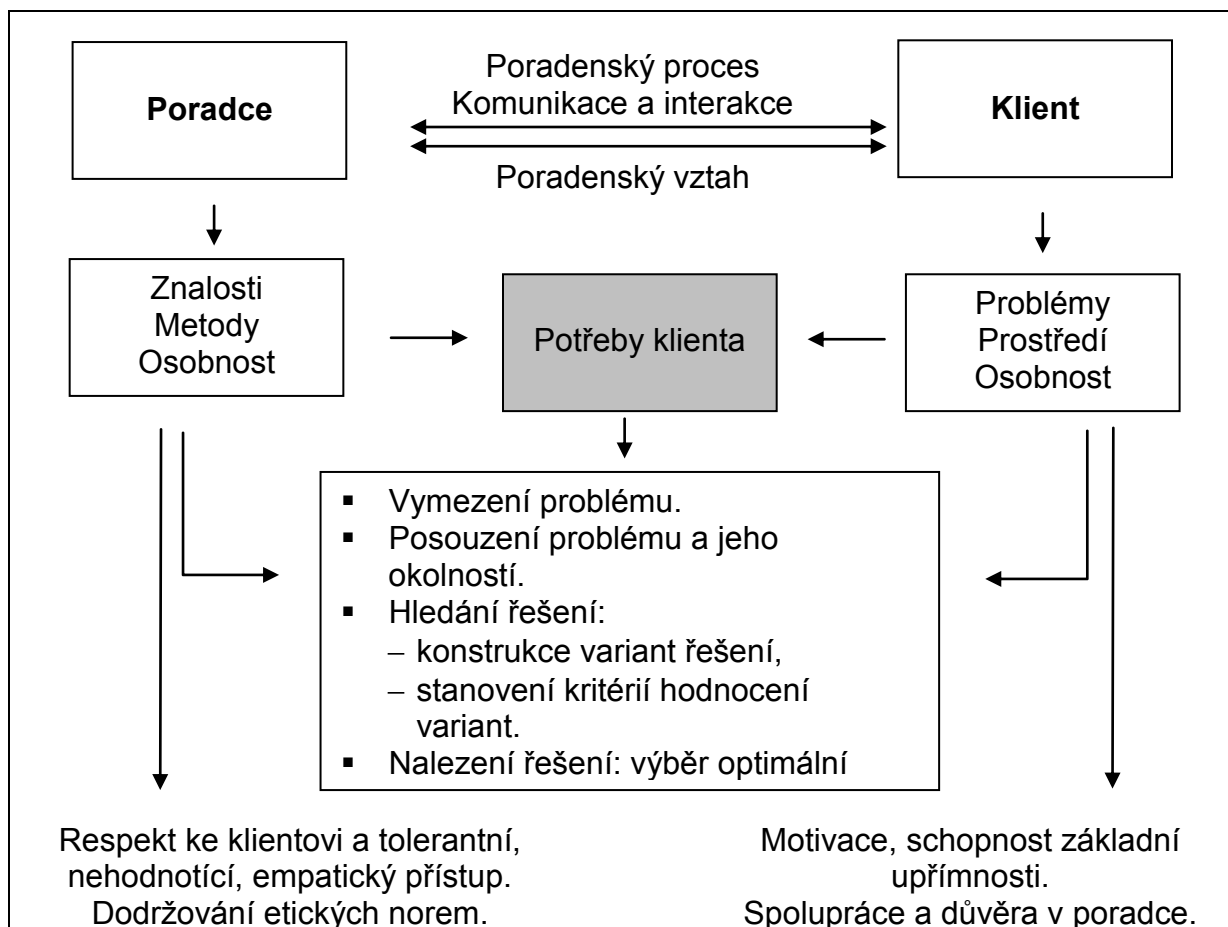 Poradce
Poradenský proces
Komunikace a interakce
Poradenský vztah
Klient
Znalosti
Metody
Osobnost
Potřeby klienta
Problémy
Prostředí
Osobnost
▪ Vymezení problému.
▪ Posouzení problému a jeho
okolností.
▪ Hledání řešení:
– konstrukce variant řešení,
– stanovení kritérií hodnocení
variant.
▪ Nalezení řešení: výběr optimální
Respekt ke klientovi a tolerantní,
nehodnotící, empatický přístup.
Dodržování etických norem.
Motivace, schopnost základní
upřímnosti.
Spolupráce a důvěra v poradce.